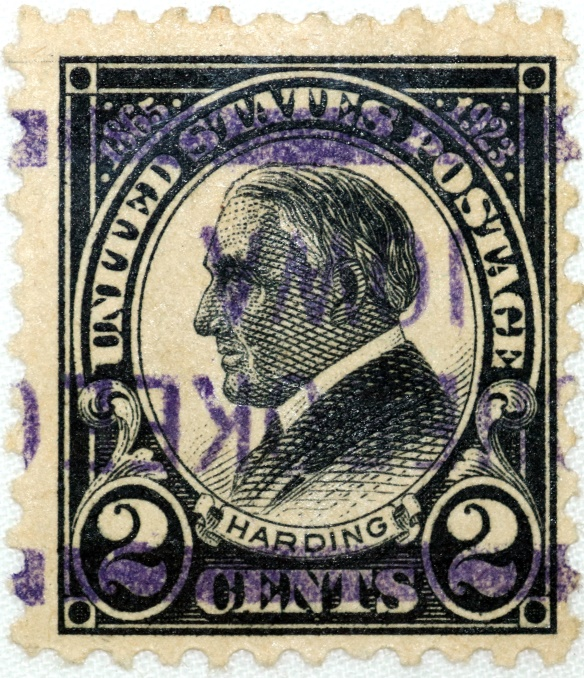 1865 1923
UNITED STATES POSTAGE
HARDING
2 CENTS 2